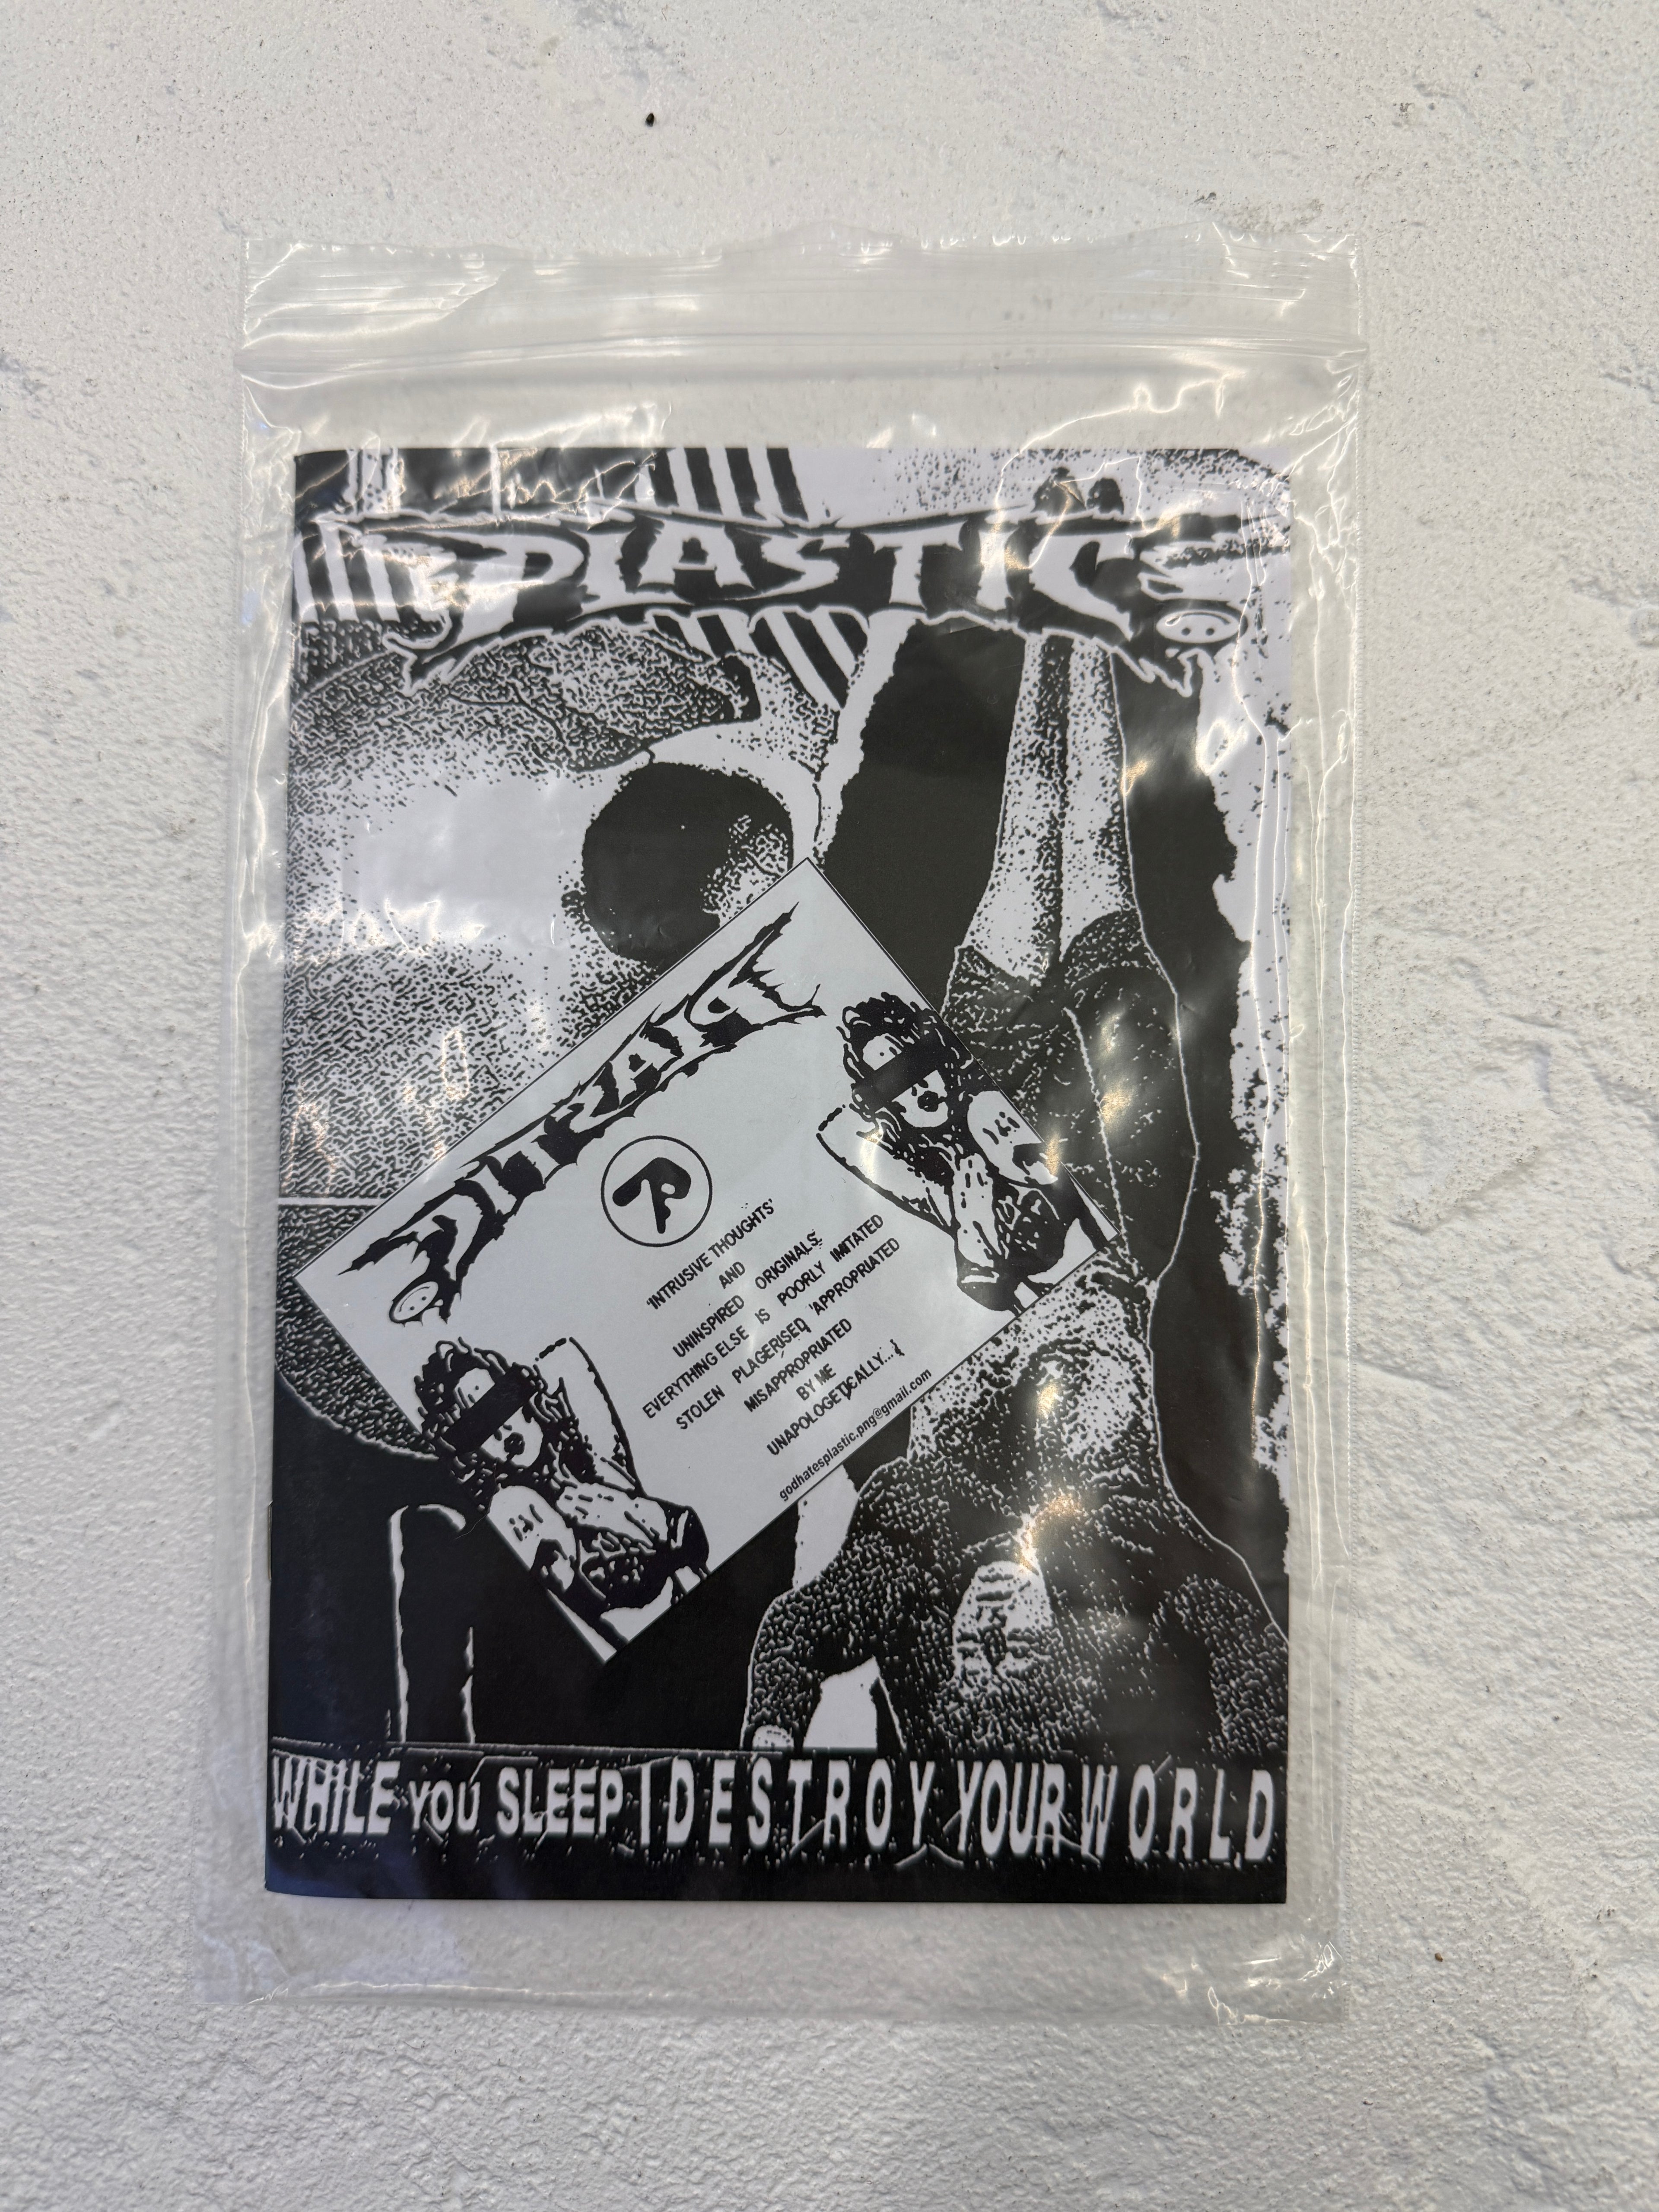 PLASTIC
PLASTIC
'INTRUSIVE THOUGHTS'
AND
UNINSPIRED ORIGINALS.
EVERYTHING ELSE IS POORLY IMITATED
STOLEN PLAGERISED 'APPROPRIATED
MISAPPROPRIATED
BY ME
UNAPOLOGETICALLY...
godhatesplastic.png@gmail.com
WHILE YOU SLEEP I DESTROY YOUR WORLD